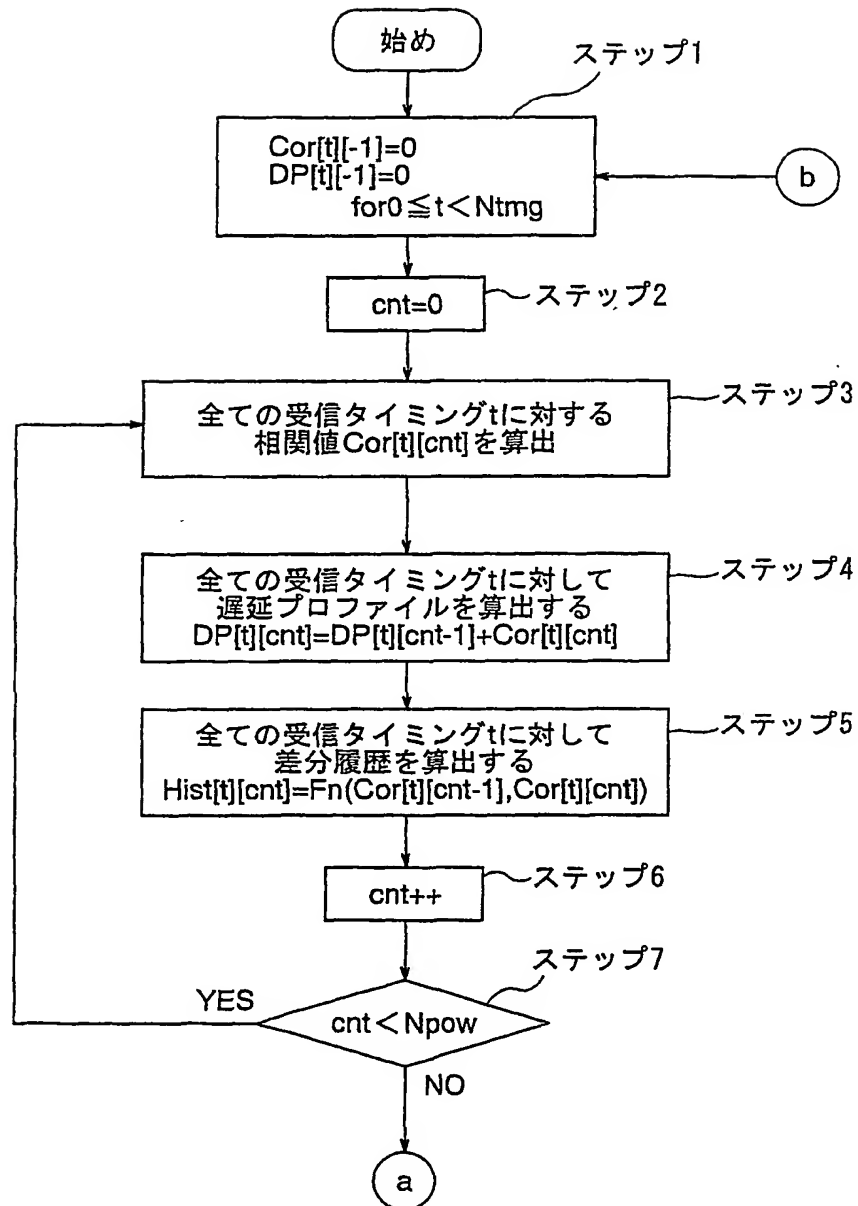 始め
ステップ1
Cor[t][-1]=0
DP[t][-1]=0
for0≦t<Ntmg
b
cnt=0
ステップ2
ステップ3
全ての受信タイミングtに対する
相関値Cor[t][cnt]を算出
ステップ4
全ての受信タイミングtに対して
遅延プロファイルを算出する
DP[t][cnt]=DP[t][cnt-1]+Cor[t][cnt]
ステップ5
全ての受信タイミングtに対して
差分履歴を算出する
Hist[t][cnt]=Fn(Cor[t][cnt-1],Cor[t][cnt])
ステップ6
cnt++
ステップ7
YES
cnt<Npow
NO
a